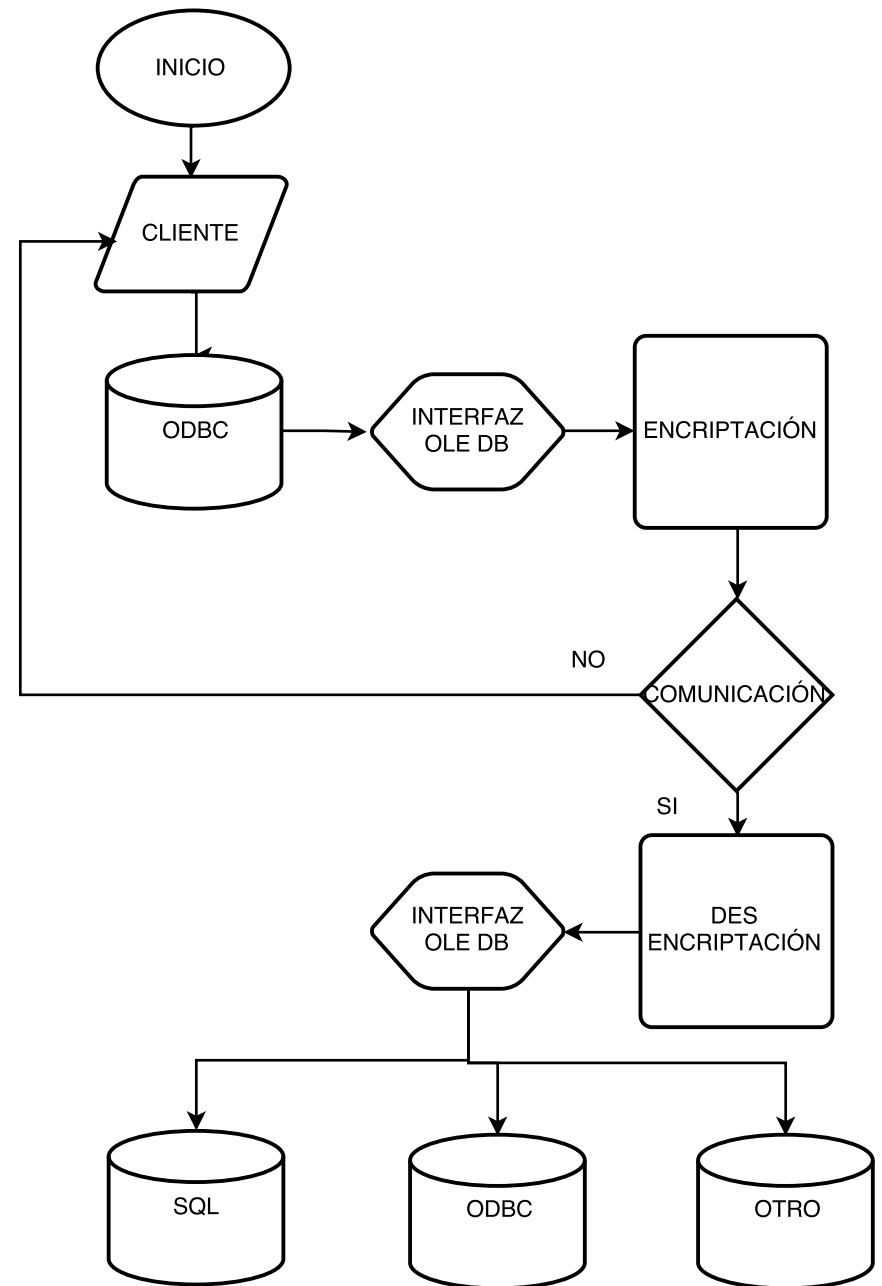 INICIO
CLIENTE
ODBC
INTERFAZ
OLE DB
ENCRIPTACIÓN
NO
COMUNICACIÓN
SI
INTERFAZ
OLE DB
DES
ENCRIPTACIÓN
SQL
ODBC
OTRO